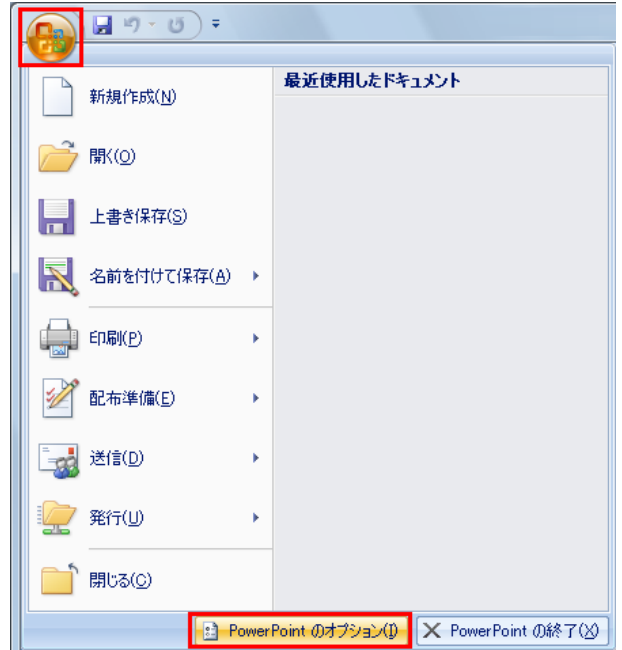 最近使用したドキュメント
新規作成(N)
開く(O)
上書き保存(S)
名前を付けて保存(A)
印刷(P)
配布準備(E)
送信(D)
発行(U)
閉じる(C)
PowerPoint のオプション(I)
PowerPoint の終了(X)